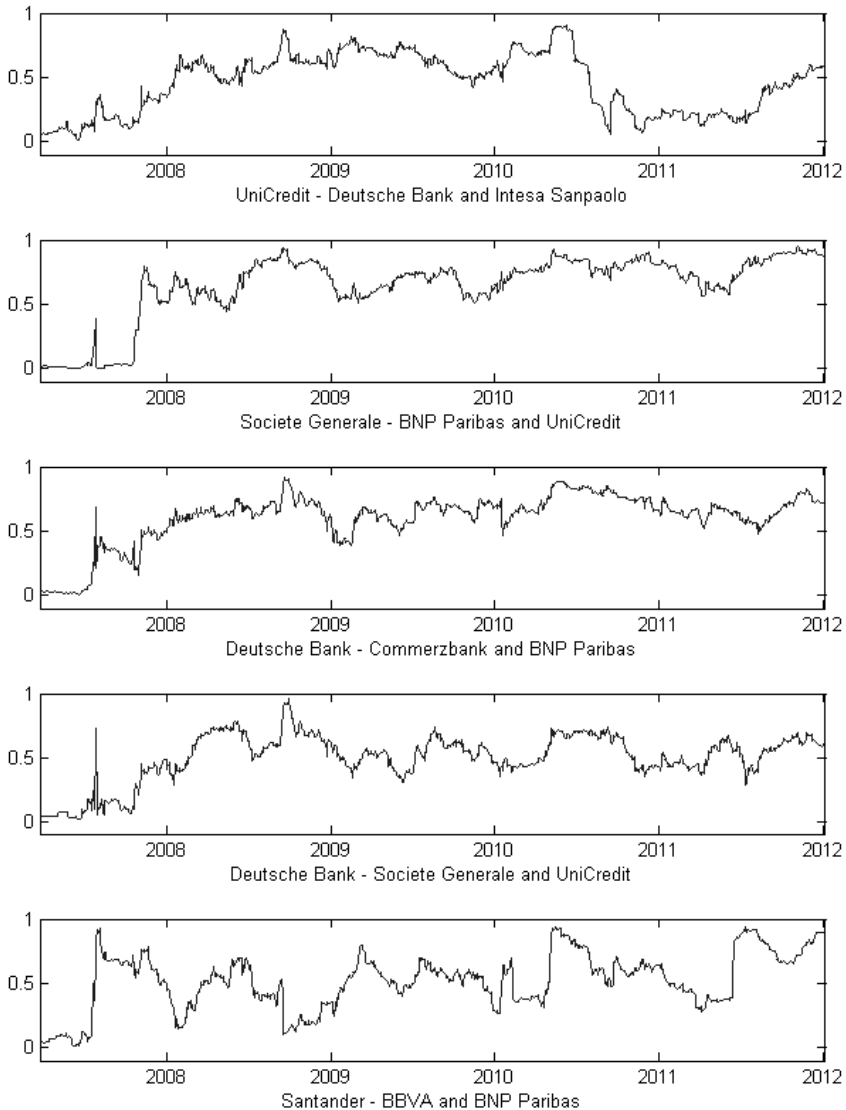 1
0.5
0
2008 2009 2010 2011 2012
UniCredit - Deutsche Bank and Intesa Sanpaolo
1
0.5
0
2008 2009 2010 2011 2012
Societe Generale - BNP Paribas and UniCredit
1
0.5
0
2008 2009 2010 2011 2012
Deutsche Bank - Commerzbank and BNP Paribas
1
0.5
0
2008 2009 2010 2011 2012
Deutsche Bank - Societe Generale and UniCredit
1
0.5
0
2008 2009 2010 2011 2012
Santander - BBVA and BNP Paribas